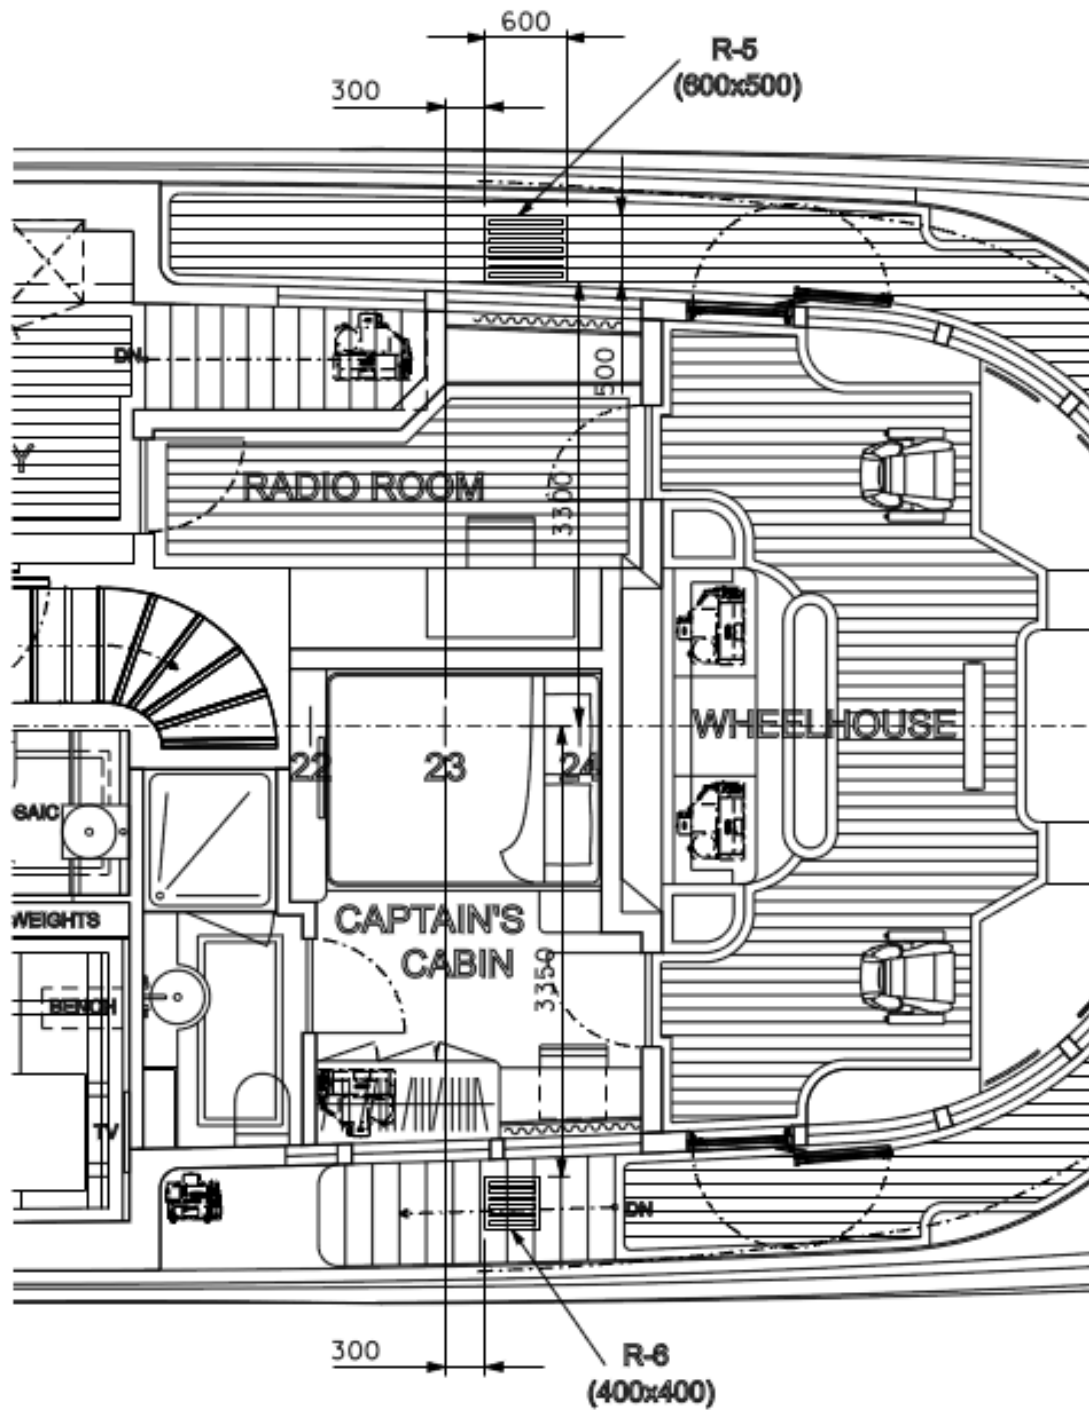 600
R-5
(600x500)
300
DN.
500
Y
RADIO ROOM
3300
WHEELHOUSE
22
23
24
SAIC
WEIGHTS
CAPTAIN'S
CABIN
3350
BENCH
TV
DN
300
R-6
(400x400)